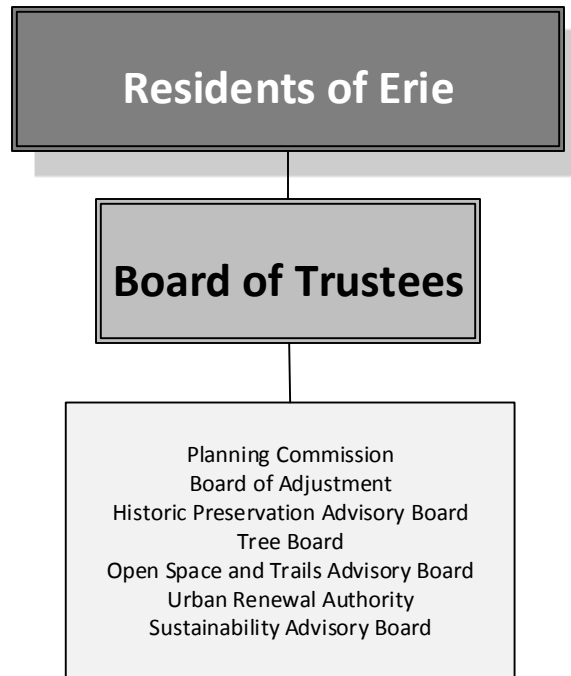 Residents of Erie
Board of Trustees
Planning Commission
Board of Adjustment
Historic Preservation Advisory Board
Tree Board
Open Space and Trails Advisory Board
Urban Renewal Authority
Sustainability Advisory Board